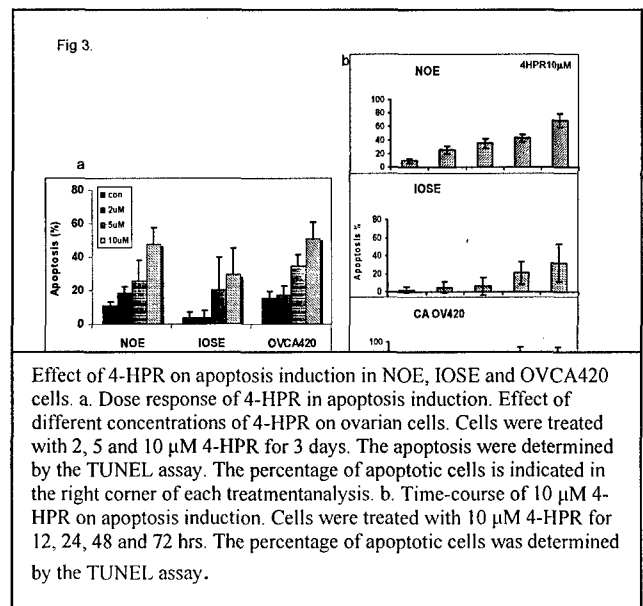 Fig 3.
a
Apoptosis (%)
80
60
40
20
0
con
2uM
5uM
10uM
NOE
IOSE
OVCA420
b
NOE
4HPR10µM
100
80
60
40
20
0
IOSE
Apoptosis %
80
60
40
20
0
CA OV420
100
Effect of 4-HPR on apoptosis induction in NOE, IOSE and OVCA420
cells. a. Dose response of 4-HPR in apoptosis induction. Effect of
different concentrations of 4-HPR on ovarian cells. Cells were treated
with 2, 5 and 10 µM 4-HPR for 3 days. The apoptosis were determined
by the TUNEL assay. The percentage of apoptotic cells is indicated in
the right corner of each treatmentanalysis. b. Time-course of 10 µM 4-
HPR on apoptosis induction. Cells were treated with 10 µM 4-HPR for
12, 24, 48 and 72 hrs. The percentage of apoptotic cells was determined
by the TUNEL assay.